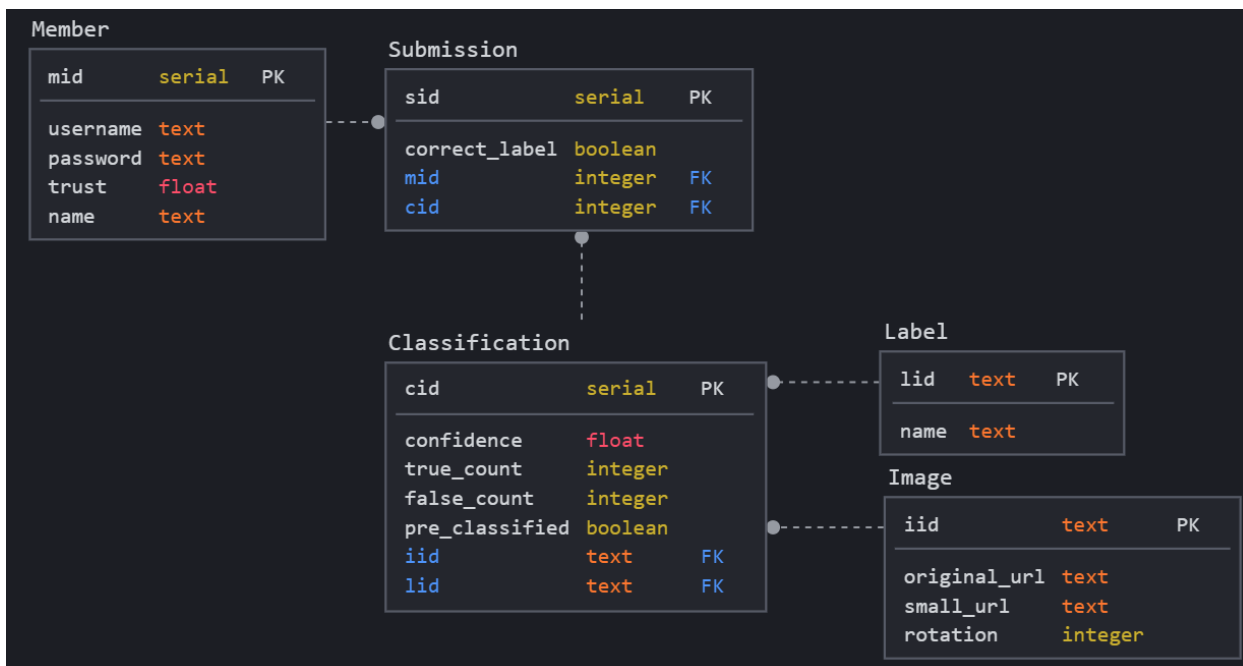 Member
mid serial PK
username text
password text
trust float
name text
Submission
sid serial PK
correct_label boolean
mid integer FK
cid integer FK
Classification
cid serial PK
confidence float
true_count integer
false_count integer
pre_classified boolean
iid text FK
lid text FK
Label
lid text PK
name text
Image
iid text PK
original_url text
small_url text
rotation integer